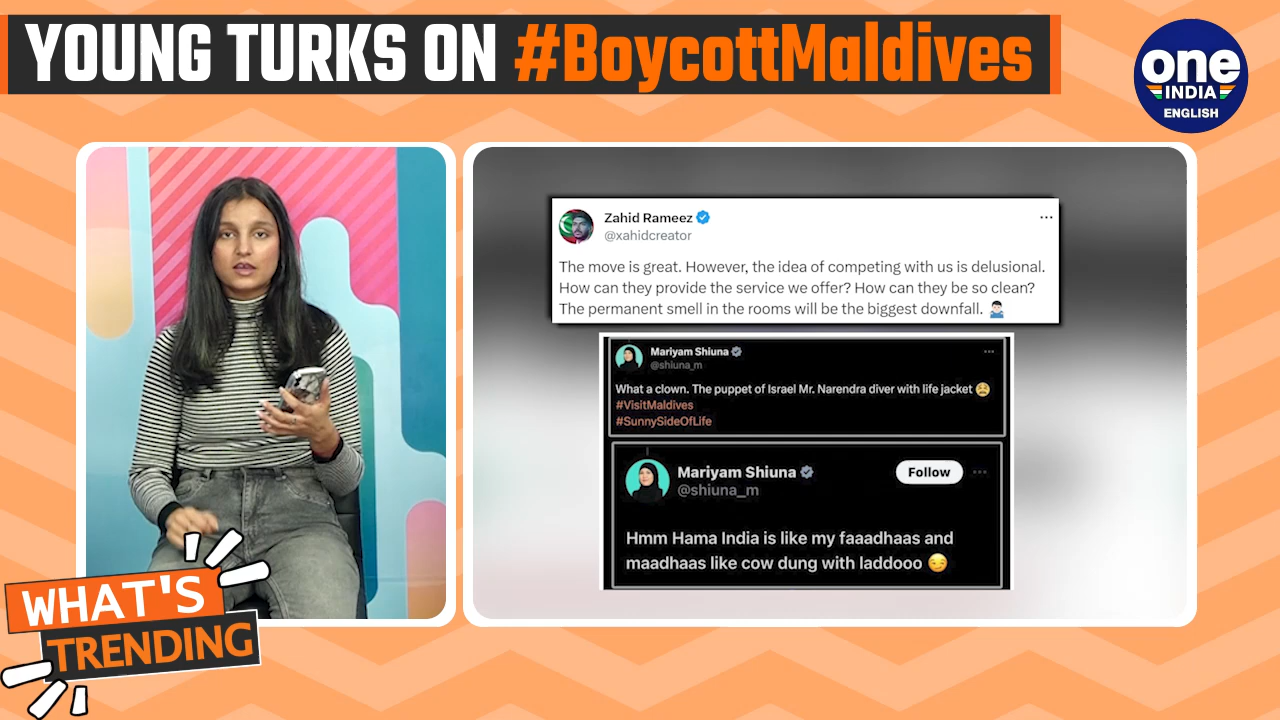 YOUNG TURKS ON #BoycottMaldives
one
INDIA
ENGLISH
Zahid Rameez
@xahidcreator
The move is great. However, the idea of competing with us is delusional.
How can they provide the service we offer? How can they be so clean?
The permanent smell in the rooms will be the biggest downfall. 🤷🏻‍♂️
Mariyam Shiuna
@shiuna_m
What a clown. The puppet of Israel Mr. Narendra diver with life jacket 😧
#VisitMaldives
#SunnySideOfLife
Mariyam Shiuna
Follow
@shiuna_m
Hmm Hama India is like my faaadhaas and
maadhaas like cow dung with laddooo 😏
WHAT'S
TRENDING